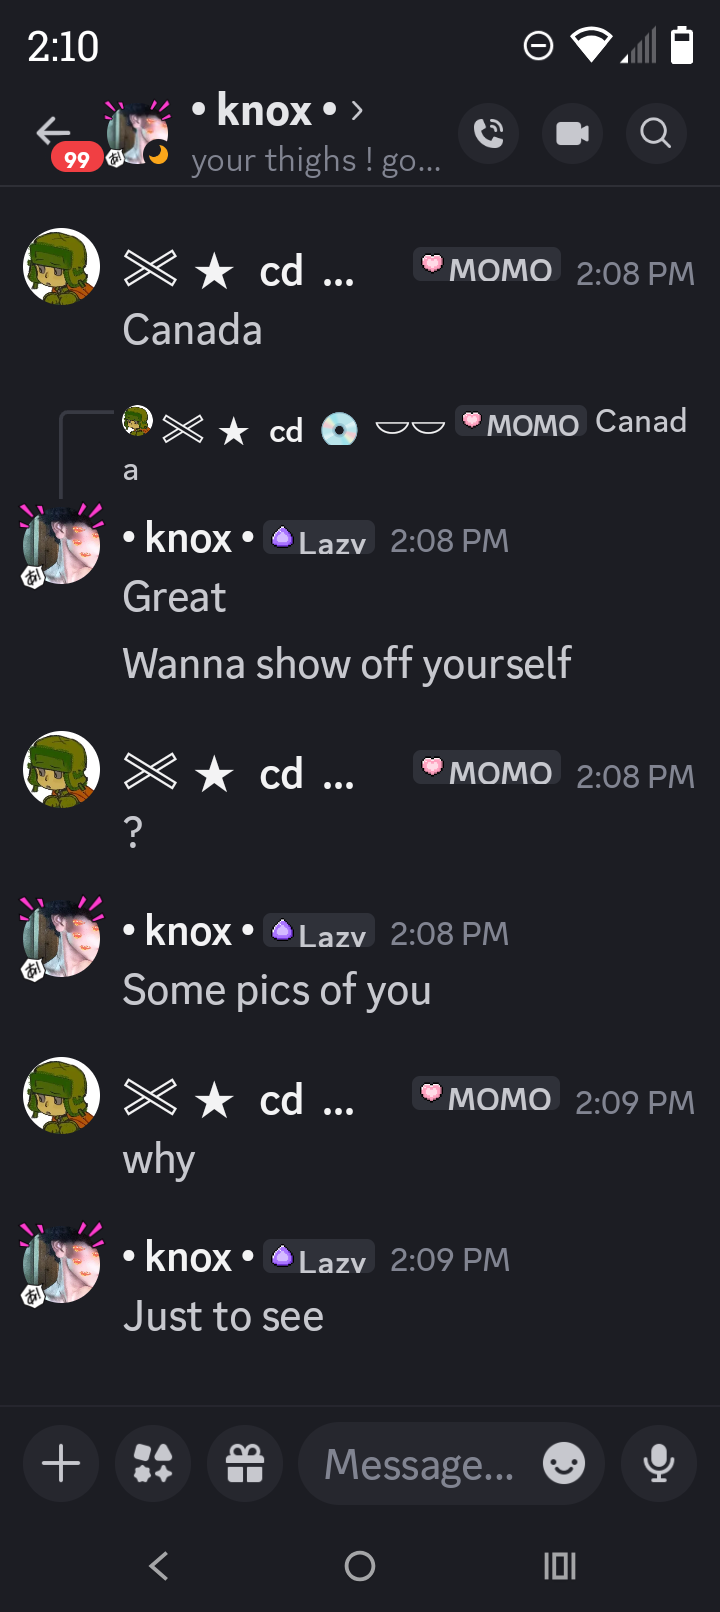 2:10
• knox • >
99
your thighs ! go...
★ cd ... MOMO 2:08 PM
Canada
★ cd MOMO Canad
a
• knox • Lazy 2:08 PM
Great
Wanna show off yourself
★ cd ... MOMO 2:08 PM
?
• knox • Lazy 2:08 PM
Some pics of you
★ cd ... MOMO 2:09 PM
why
• knox • Lazy 2:09 PM
Just to see
Message...